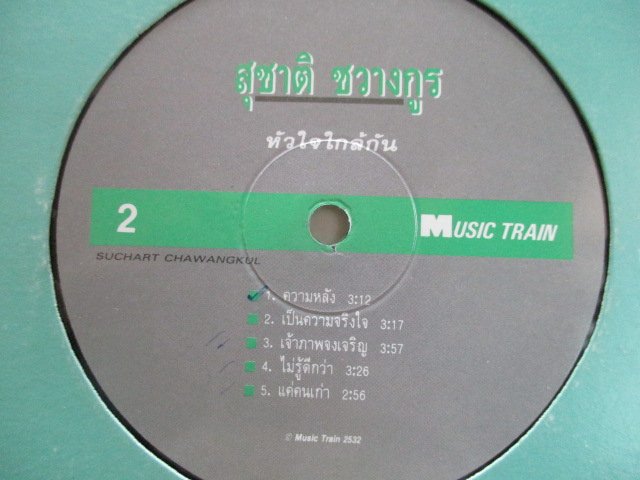 สุชาติ ชวางกูร
หัวใจใกล้กัน
2
MUSIC TRAIN
SUCHART CHAWANGKUL
1. ความหลัง 3:12
2. เป็นความจริงใจ 3:17
3. เจ้าภาพจงเจริญ 3:57
4. ไม่รู้ดีกว่า 3:26
5. แค่คนเก่า 2:56
© Music Train 2532